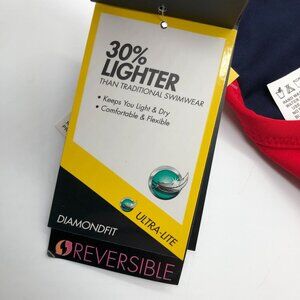 30%
LIGHTER
THAN TRADITIONAL SWIMWEAR
• Keeps You Light & Dry
• Comfortable & Flexible
ULTRA-LITE
DIAMONDFIT
REVERSIBLE